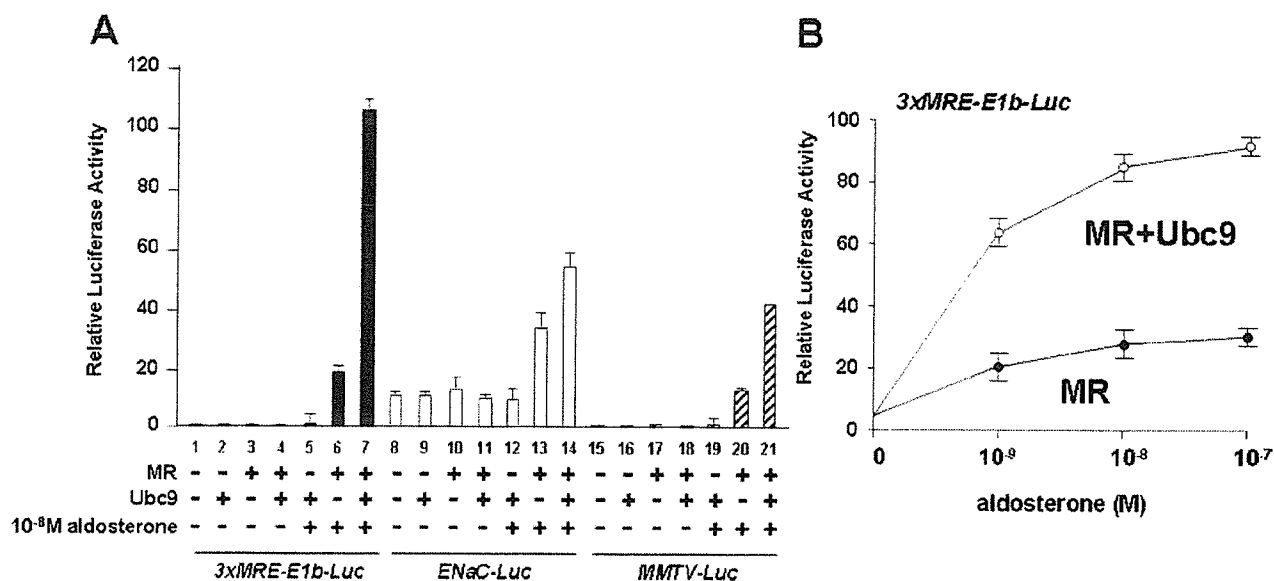 A
Relative Luciferase Activity
120
100
80
60
40
20
0
1 2 3 4 5 6 7 8 9 10 11 12 13 14 15 16 17 18 19 20 21
MR - - + + - + + - - + + - + + - - + + - + +
Ubc9 - + - + + - + - + - + + - + - + - + + - +
10⁻⁸M aldosterone - - - - + + + - - - - + + + - - - - + + +
3xMRE-E1b-Luc ENaC-Luc MMTV-Luc
B
3xMRE-E1b-Luc
Relative Luciferase Activity
100
80
60
40
20
0
MR+Ubc9
MR
0 10⁻⁹ 10⁻⁸ 10⁻⁷
aldosterone (M)